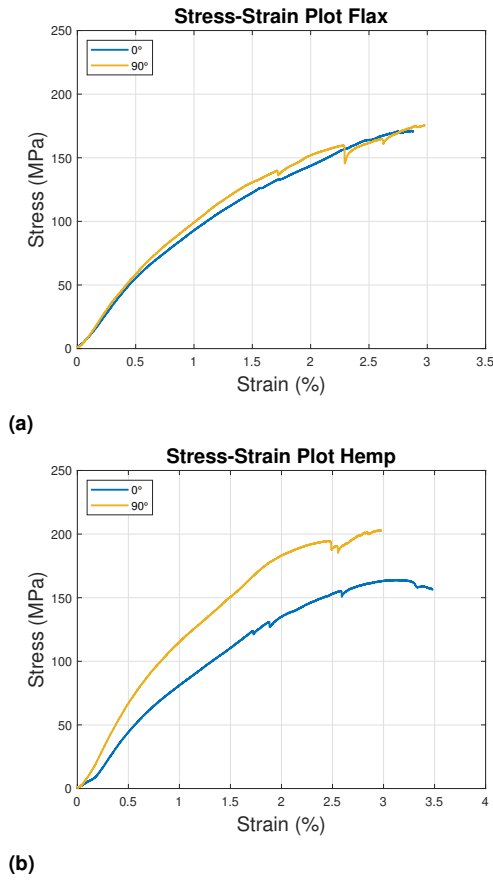 Stress-Strain Plot Flax
250
200
150
100
50
0
Stress (MPa)
0°
90°
0 0.5 1 1.5 2 2.5 3 3.5
Strain (%)
(a)
Stress-Strain Plot Hemp
250
200
150
100
50
0
Stress (MPa)
0°
90°
0 0.5 1 1.5 2 2.5 3 3.5 4
Strain (%)
(b)